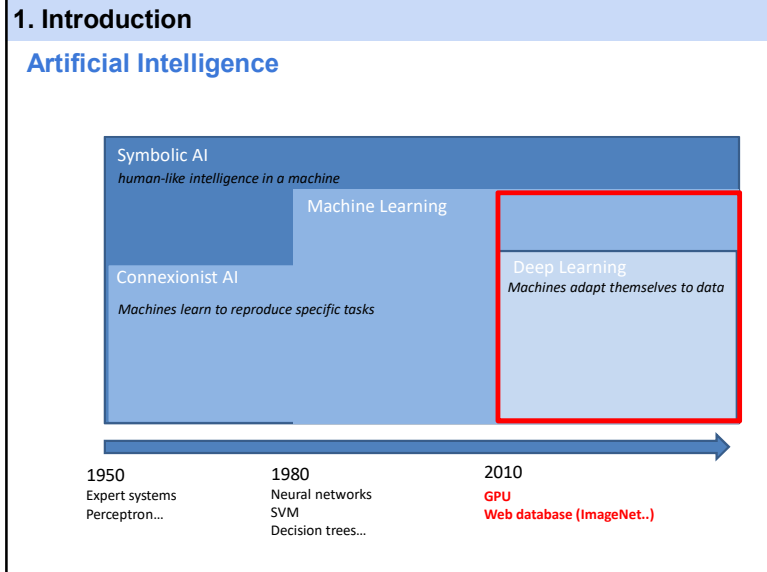 1. Introduction
Artificial Intelligence
Symbolic AI
human-like intelligence in a machine
Machine Learning
Connexionist AI
Machines learn to reproduce specific tasks
Deep Learning
Machines adapt themselves to data
1950
Expert systems
Perceptron...
1980
Neural networks
SVM
Decision trees...
2010
GPU
Web database (ImageNet..)